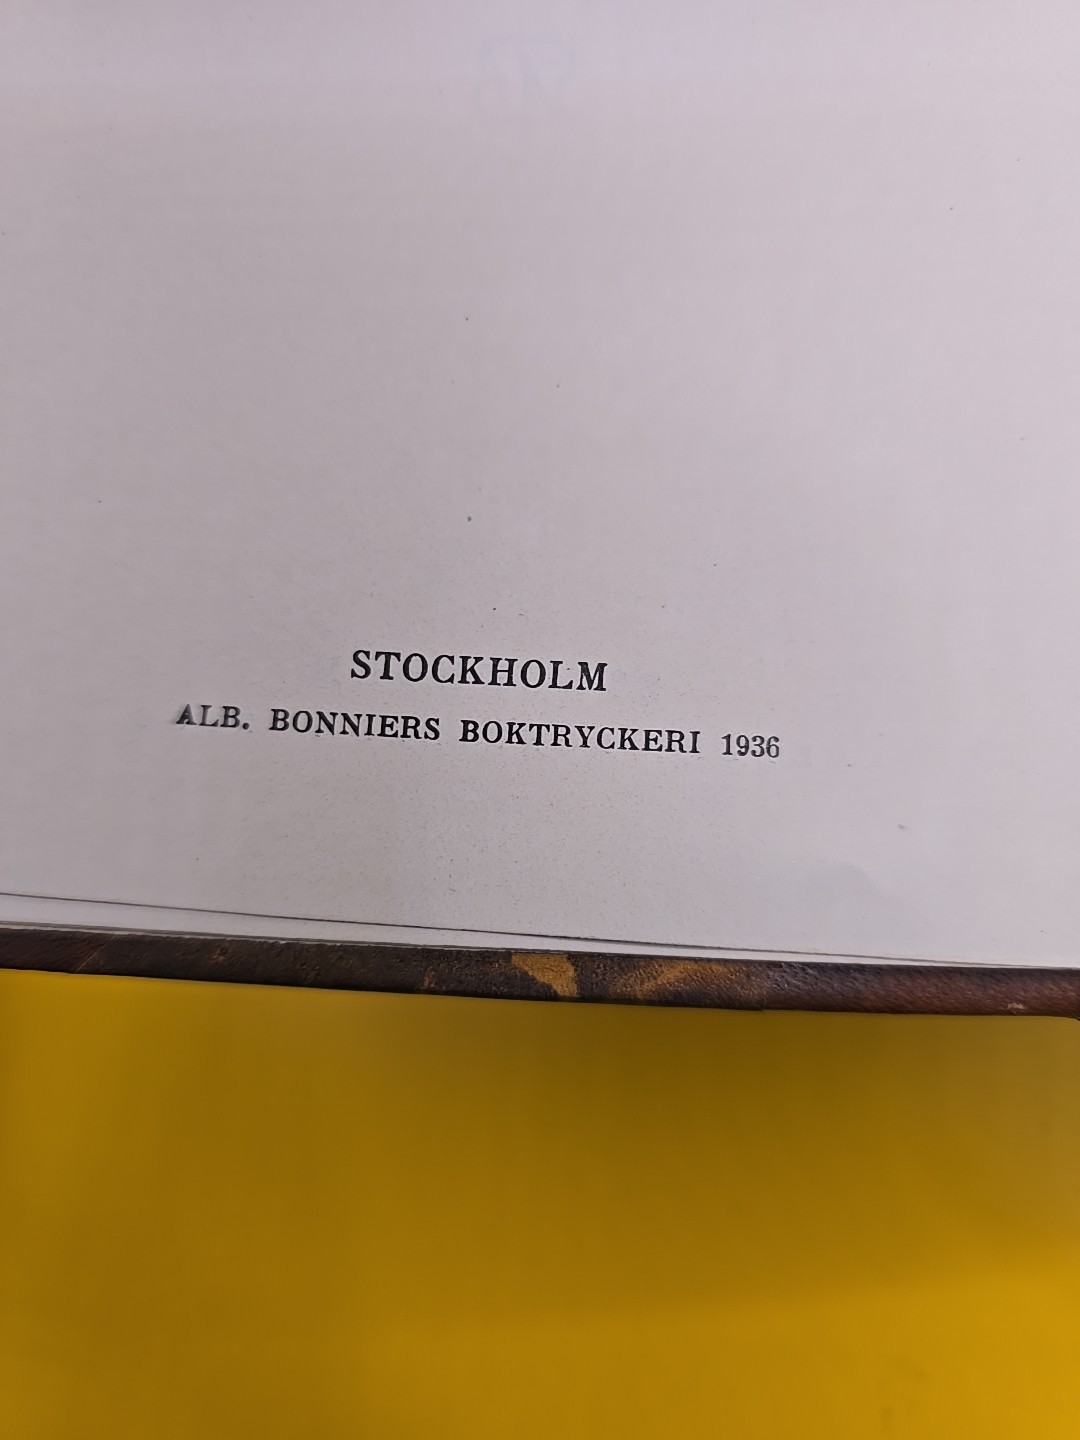 STOCKHOLM
ALB. BONNIERS BOKTRYCKERI 1936